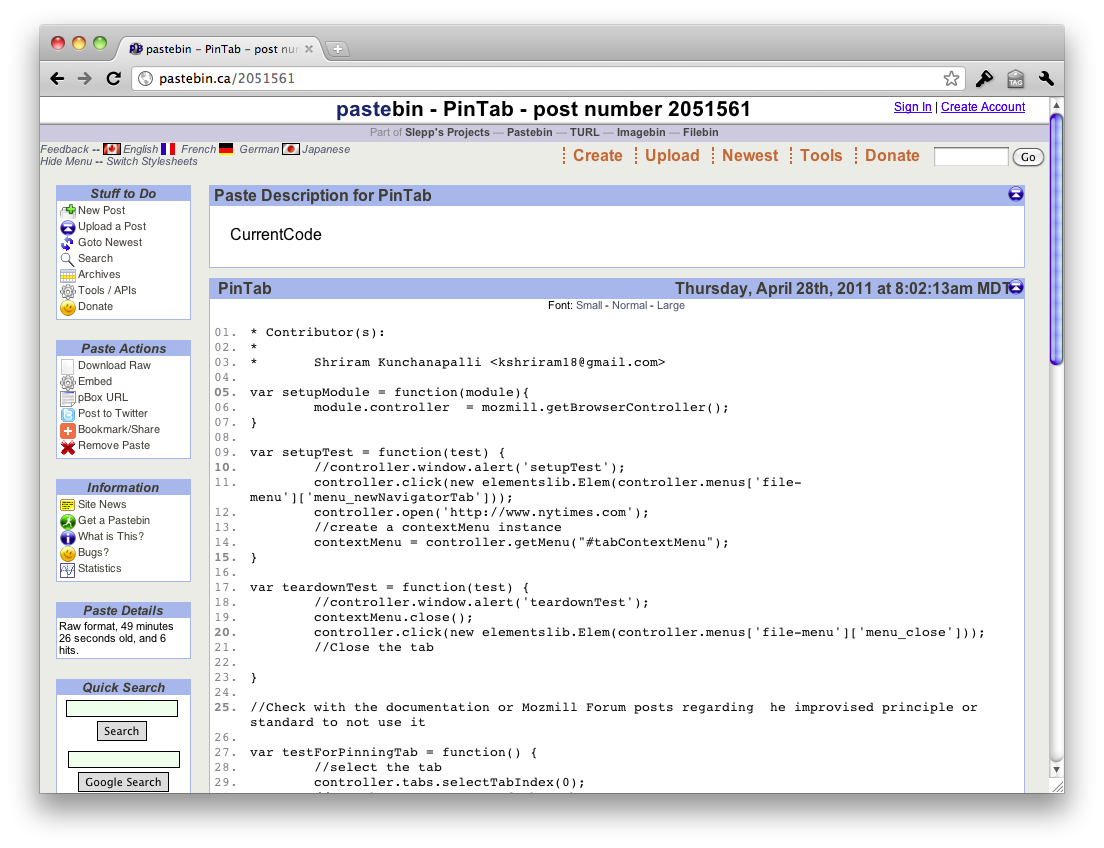 pastebin - PinTab - post nu
pastebin.ca/2051561
TAG
pastebin - PinTab - post number 2051561
Sign In | Create Account
Part of Slepp's Projects — Pastebin — TURL — Imagebin — Filebin
Feedback -- English French German Japanese
Hide Menu -- Switch Stylesheets
Create Upload Newest Tools Donate Go
Stuff to Do
New Post
Upload a Post
Goto Newest
Search
Archives
Tools / APIs
Donate
Paste Actions
Download Raw
Embed
pBox URL
Post to Twitter
Bookmark/Share
Remove Paste
Information
Site News
Get a Pastebin
What is This?
Bugs?
Statistics
Paste Details
Raw format, 49 minutes
26 seconds old, and 6
hits.
Quick Search
Search
Google Search
Paste Description for PinTab
CurrentCode
PinTab Thursday, April 28th, 2011 at 8:02:13am MDT
Font: Small - Normal - Large
01. * Contributor(s):
02. *
03. *       Shriram Kunchanapalli <kshriram18@gmail.com>
04.
05. var setupModule = function(module){
06.         module.controller  = mozmill.getBrowserController();
07. }
08.
09. var setupTest = function(test) {
10.         //controller.window.alert('setupTest');
11.         controller.click(new elementslib.Elem(controller.menus['file-
menu']['menu_newNavigatorTab']));
12.         controller.open('http://www.nytimes.com');
13.         //create a contextMenu instance
14.         contextMenu = controller.getMenu("#tabContextMenu");
15. }
16.
17. var teardownTest = function(test) {
18.         //controller.window.alert('teardownTest');
19.         contextMenu.close();
20.         controller.click(new elementslib.Elem(controller.menus['file-menu']['menu_close']));
21.         //Close the tab
22.
23. }
24.
25. //Check with the documentation or Mozmill Forum posts regarding  he improvised principle or
standard to not use it
26.
27. var testForPinningTab = function() {
28.         //select the tab
29.         controller.tabs.selectTabIndex(0);